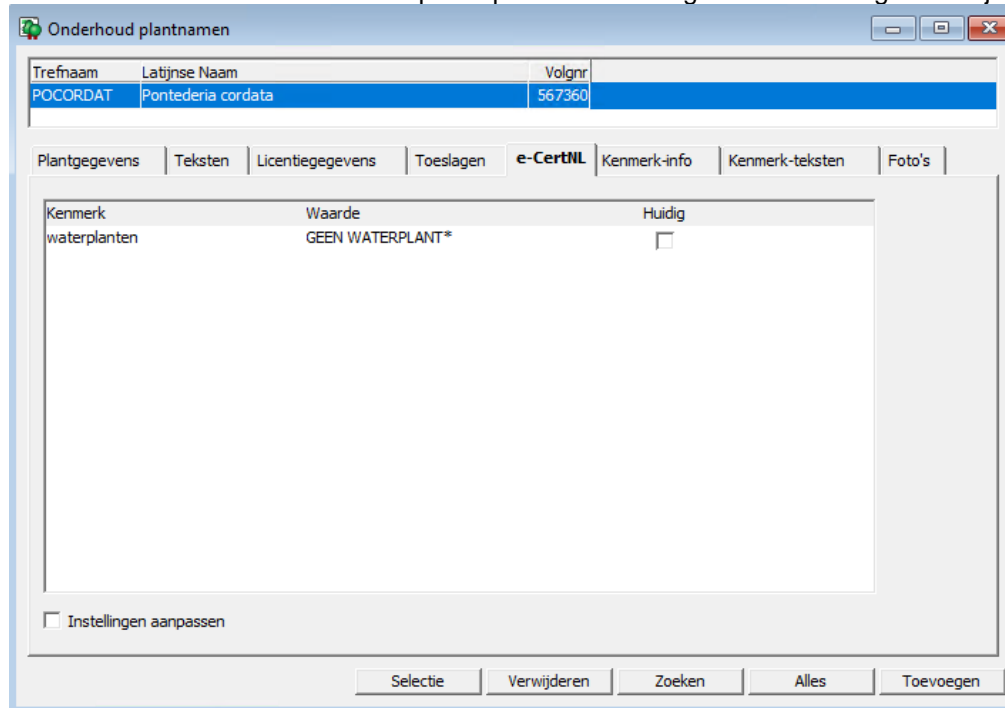 Onderhoud plantnamen
Trefnaam Latijnse Naam Volgnr
POCORDAT Pontederia cordata 567360
Plantgegevens Teksten Licentiegegevens Toeslagen e-CertNL Kenmerk-info Kenmerk-teksten Foto's
Kenmerk Waarde Huidig
waterplanten GEEN WATERPLANT*
Instellingen aanpassen
Selectie Verwijderen Zoeken Alles Toevoegen